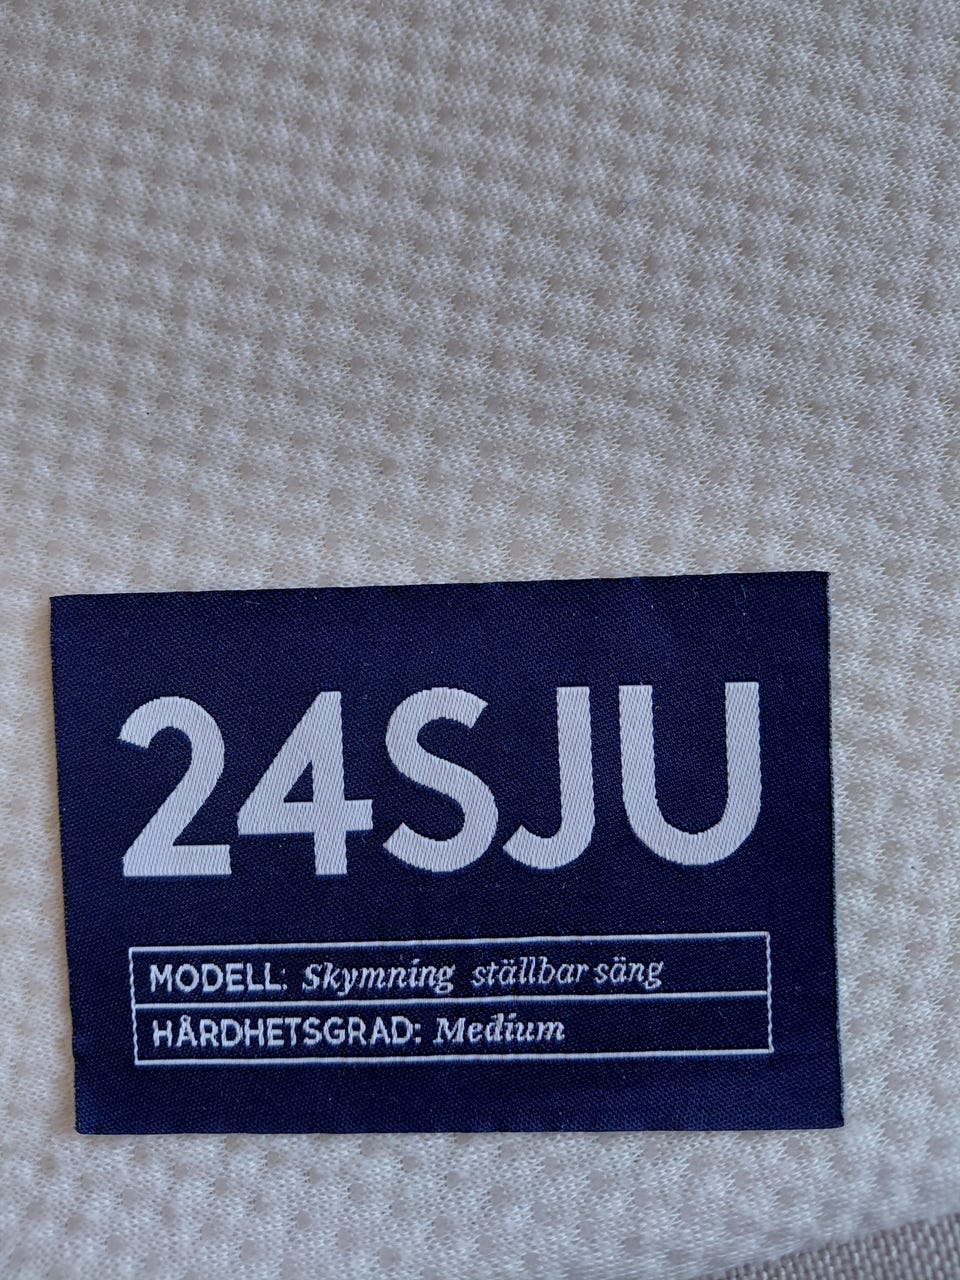 24SJU
MODELL: Skymning ställbar säng
HÅRDHETSGRAD: Medium